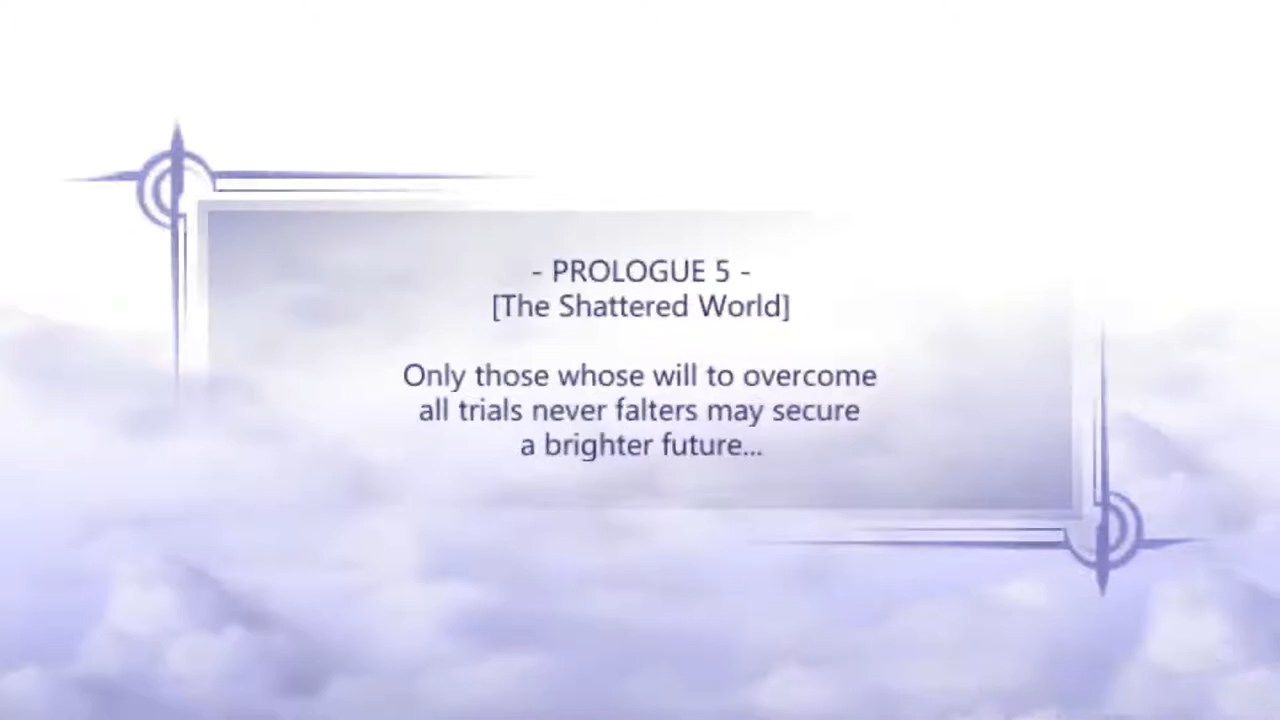 - PROLOGUE 5 -
[The Shattered World]
Only those whose will to overcome
all trials never falters may secure
a brighter future...